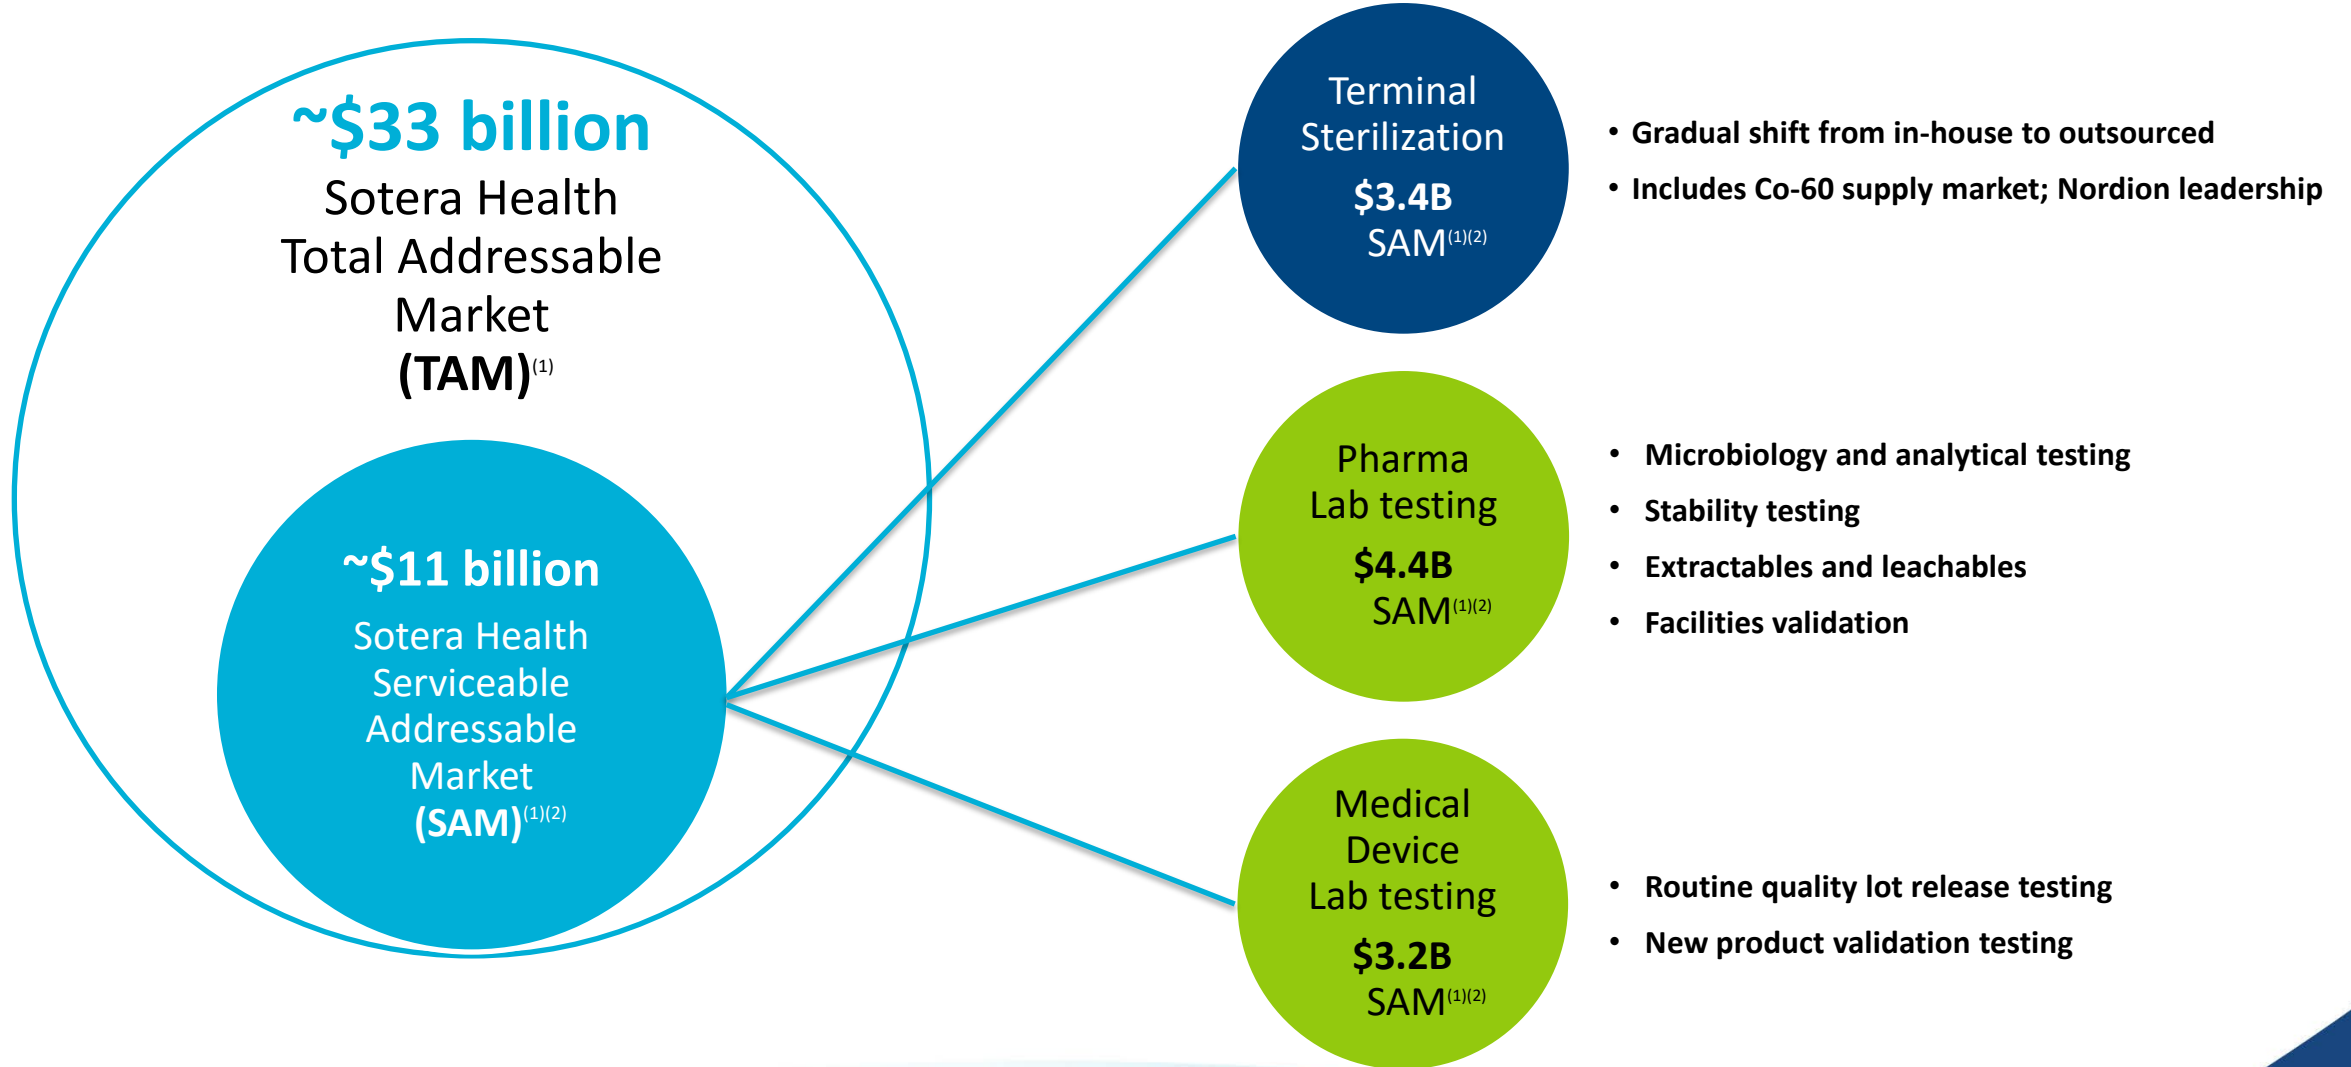 ~$33 billion
Sotera Health
Total Addressable
Market
(TAM)(1)
~$11 billion
Sotera Health
Serviceable
Addressable
Market
(SAM)(1)(2)
Terminal
Sterilization
$3.4B
SAM(1)(2)
• Gradual shift from in-house to outsourced
• Includes Co-60 supply market; Nordion leadership
Pharma
Lab testing
$4.4B
SAM(1)(2)
• Microbiology and analytical testing
• Stability testing
• Extractables and leachables
• Facilities validation
Medical
Device
Lab testing
$3.2B
SAM(1)(2)
• Routine quality lot release testing
• New product validation testing